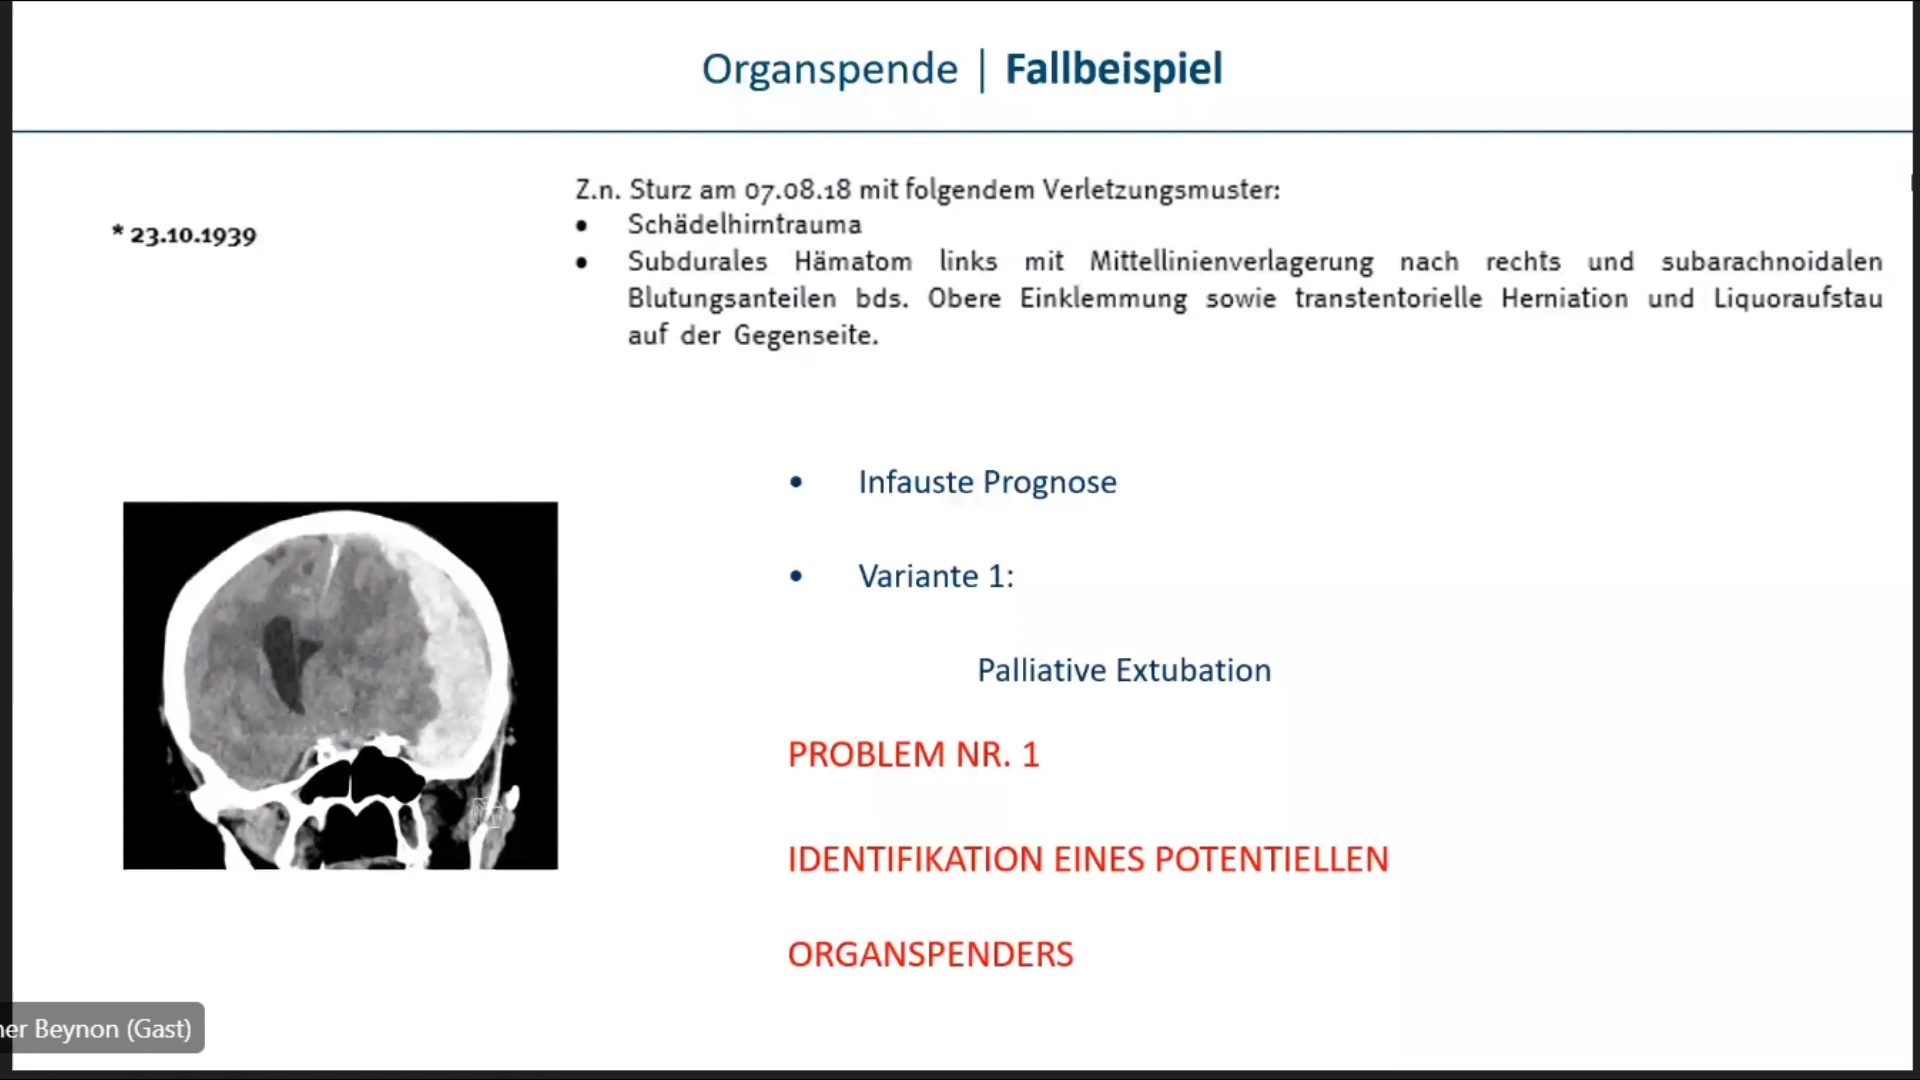 Organspende | Fallbeispiel
* 23.10.1939
Z.n. Sturz am 07.08.18 mit folgendem Verletzungsmuster:
• Schädelhirntrauma
• Subdurales Hämatom links mit Mittellinienverlagerung nach rechts und subarachnoidalen
Blutungsanteilen bds. Obere Einklemmung sowie transtentorielle Herniation und Liquoraufstau
auf der Gegenseite.
• Infauste Prognose
• Variante 1:
Palliative Extubation
PROBLEM NR. 1
IDENTIFIKATION EINES POTENTIELLEN
ORGANSPENDERS
Beynon (Gast)